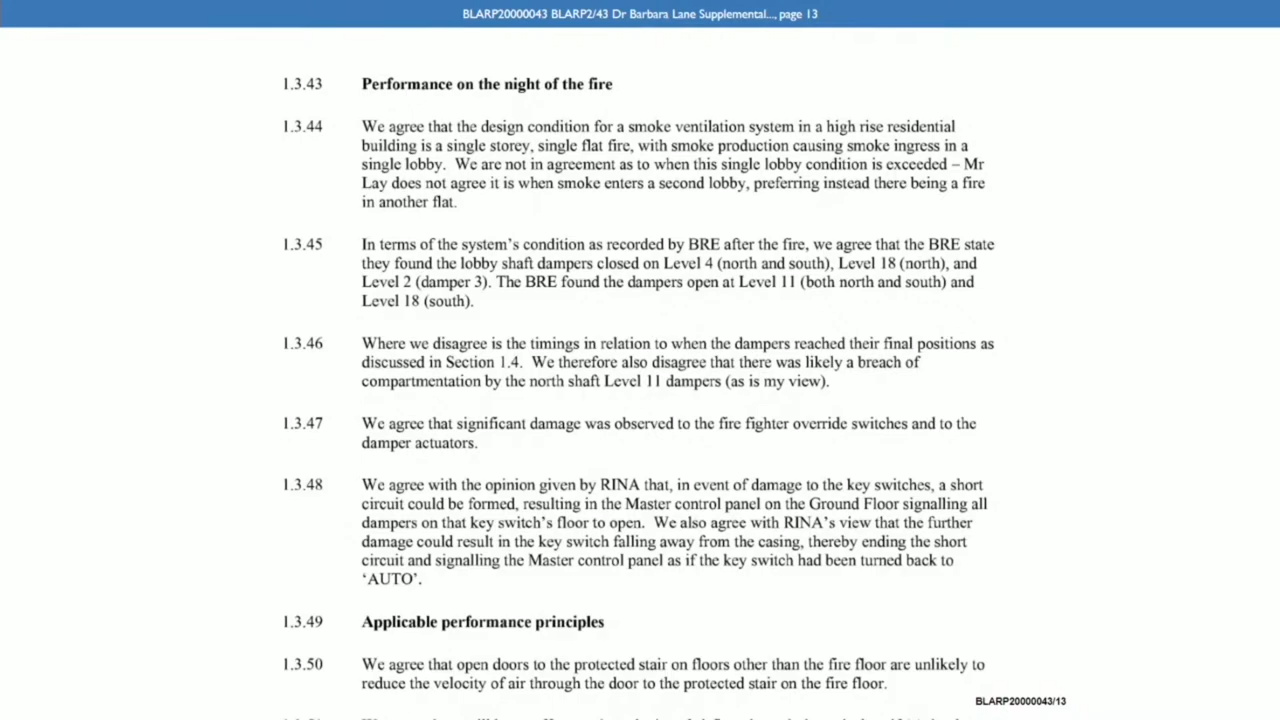 BLARP20000043 BLARP2/43 Dr Barbara Lane Supplemental..., page 13
1.3.43 Performance on the night of the fire
1.3.44 We agree that the design condition for a smoke ventilation system in a high rise residential
building is a single storey, single flat fire, with smoke production causing smoke ingress in a
single lobby. We are not in agreement as to when this single lobby condition is exceeded – Mr
Lay does not agree it is when smoke enters a second lobby, preferring instead there being a fire
in another flat.
1.3.45 In terms of the system's condition as recorded by BRE after the fire, we agree that the BRE state
they found the lobby shaft dampers closed on Level 4 (north and south), Level 18 (north), and
Level 2 (damper 3). The BRE found the dampers open at Level 11 (both north and south) and
Level 18 (south).
1.3.46 Where we disagree is the timings in relation to when the dampers reached their final positions as
discussed in Section 1.4. We therefore also disagree that there was likely a breach of
compartmentation by the north shaft Level 11 dampers (as is my view).
1.3.47 We agree that significant damage was observed to the fire fighter override switches and to the
damper actuators.
1.3.48 We agree with the opinion given by RINA that, in event of damage to the key switches, a short
circuit could be formed, resulting in the Master control panel on the Ground Floor signalling all
dampers on that key switch's floor to open. We also agree with RINA's view that the further
damage could result in the key switch falling away from the casing, thereby ending the short
circuit and signalling the Master control panel as if the key switch had been turned back to
'AUTO'.
1.3.49 Applicable performance principles
1.3.50 We agree that open doors to the protected stair on floors other than the fire floor are unlikely to
reduce the velocity of air through the door to the protected stair on the fire floor.
BLARP20000043/13